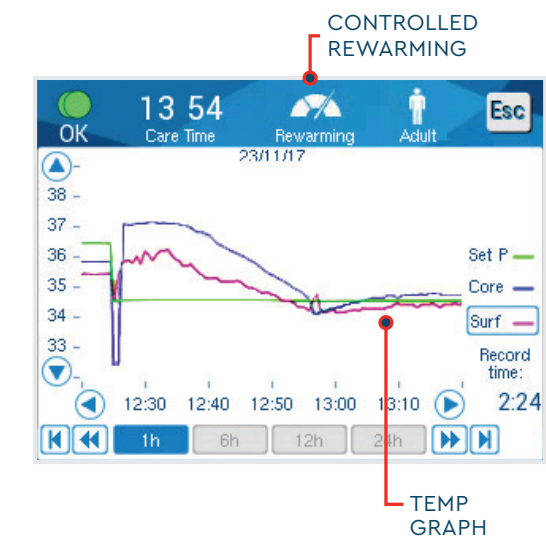 CONTROLLED
REWARMING
13 54
Esc
OK
Care Time
Rewarming
Adult
23/11/17
38
37
36
35
34
33
Set P
Core
Surf
Record
time:
12:30 12:40 12:50 13:00 13:10 2:24
1h 6h 12h 24h
TEMP
GRAPH